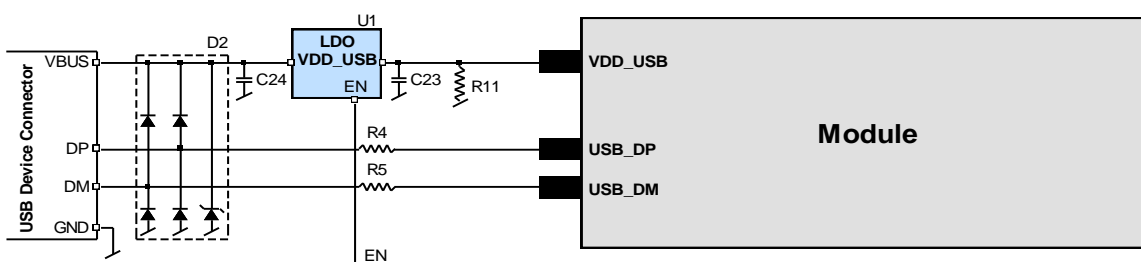 U1
D2
LDO
VDD_USB
VBUS
C24
C23
R11
EN
VDD_USB
USB Device Connector
DP
R4
USB_DP
Module
DM
R5
USB_DM
GND
EN